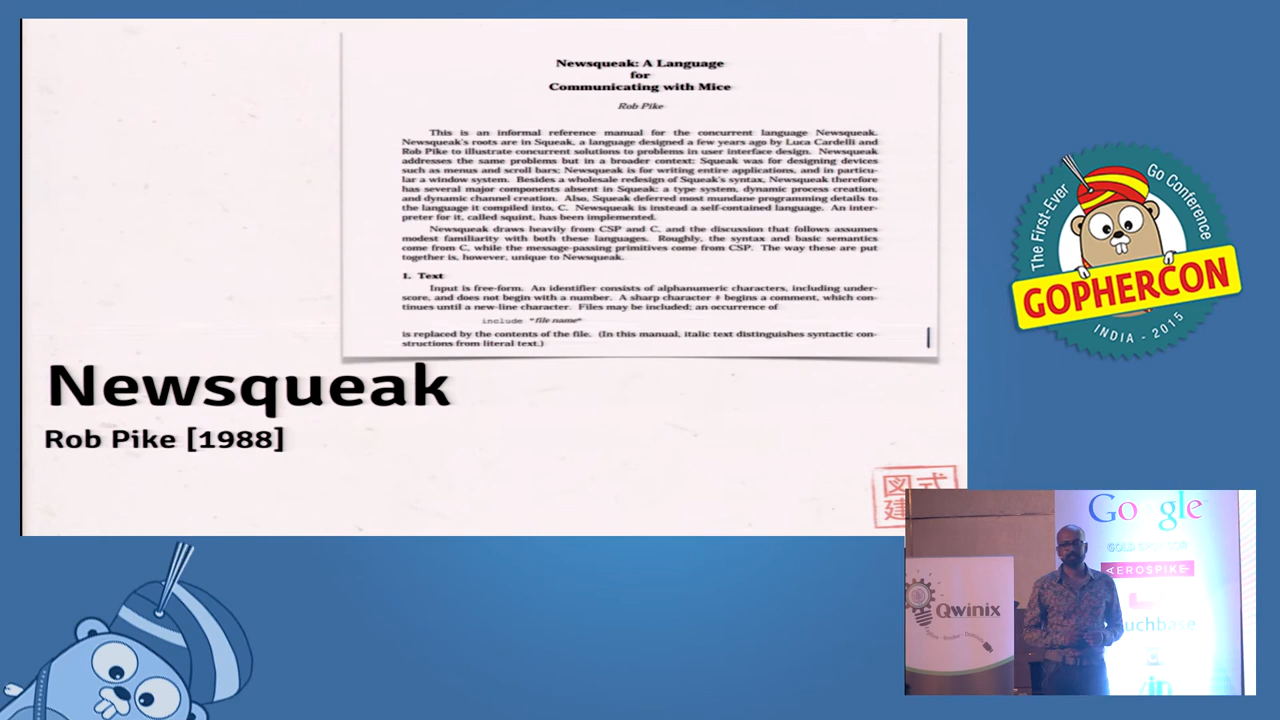 Newsqueak: A Language
for
Communicating with Mice
Rob Pike
This is an informal reference manual for the concurrent language Newsqueak.
Newsqueak's roots are in Squeak, a language designed a few years ago by Luca Cardelli and
Rob Pike to illustrate concurrent solutions to problems in user interface design. Newsqueak
addresses the same problems but in a broader context: Squeak was for designing devices
such as menus and scroll bars; Newsqueak is for writing entire applications, and in particu-
lar a window system. Besides a wholesale redesign of Squeak's syntax, Newsqueak therefore
has several major components absent in Squeak: a type system, dynamic process creation,
and dynamic channel creation. Also, Squeak deferred most mundane programming details to
the language it compiled into, C. Newsqueak is instead a self-contained language. An inter-
preter for it, called squint, has been implemented.
Newsqueak draws heavily from CSP and C, and the discussion that follows assumes
modest familiarity with both these languages. Roughly, the syntax and basic semantics
come from C, while the message-passing primitives come from CSP. The way these are put
together is, however, unique to Newsqueak.
1. Text
Input is free-form. An identifier consists of alphanumeric characters, including under-
score, and does not begin with a number. A sharp character # begins a comment, which con-
tinues until a new-line character. Files may be included; an occurrence of
include "file name"
is replaced by the contents of the file. (In this manual, italic text distinguishes syntactic con-
structions from literal text.)
Newsqueak
Rob Pike [1988]
図式
建
The First-Ever
Go Conference
GOPHERCON
INDIA - 2015
Google
GOLD SPONSOR
AEROSPIKE
uchbase
Qwinix